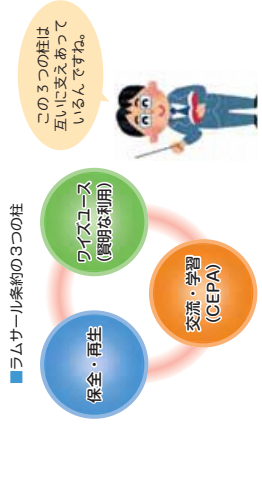 ■ラムサール条約の3つの柱
この3つの柱は
互いに支えあって
いるんですね。
保全・再生
ワイズユース
(賢明な利用)
交流・学習
(CEPA)